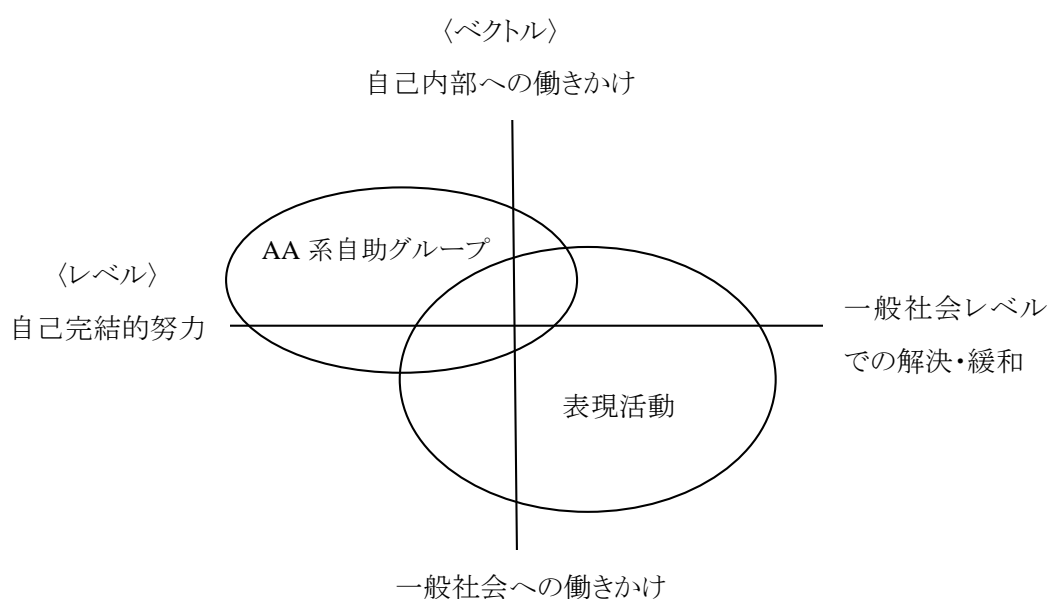 〈ベクトル〉
自己内部への働きかけ
AA 系自助グループ
〈レベル〉
自己完結的努力
一般社会レベル
での解決・緩和
表現活動
一般社会への働きかけ